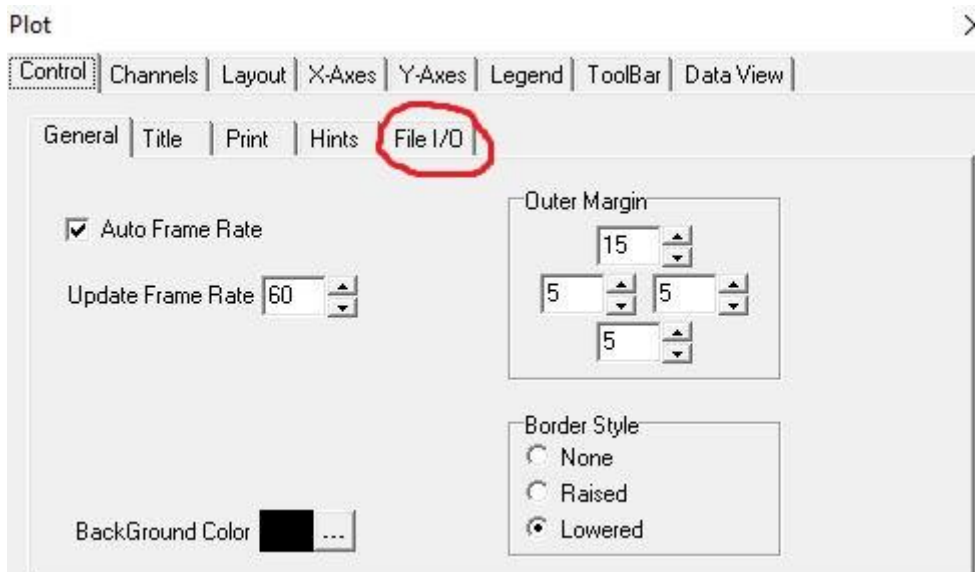 Plot
Control Channels Layout X-Axes Y-Axes Legend ToolBar Data View
General Title Print Hints File I/O
Auto Frame Rate
Update Frame Rate 60
Outer Margin
15
5 5
5
Border Style
None
Raised
Lowered
BackGround Color ...